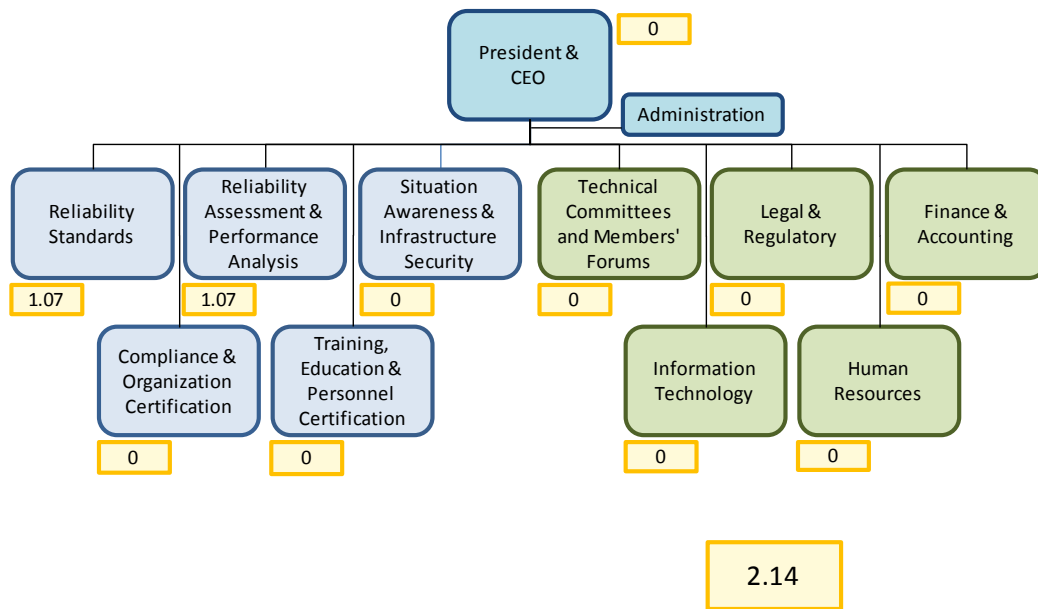 President &
CEO
0
Administration
Reliability
Standards
1.07
Reliability
Assessment &
Performance
Analysis
1.07
Situation
Awareness &
Infrastructure
Security
0
Technical
Committees
and Members'
Forums
0
Legal &
Regulatory
0
Finance &
Accounting
0
Compliance &
Organization
Certification
0
Training,
Education &
Personnel
Certification
0
Information
Technology
0
Human
Resources
0
2.14